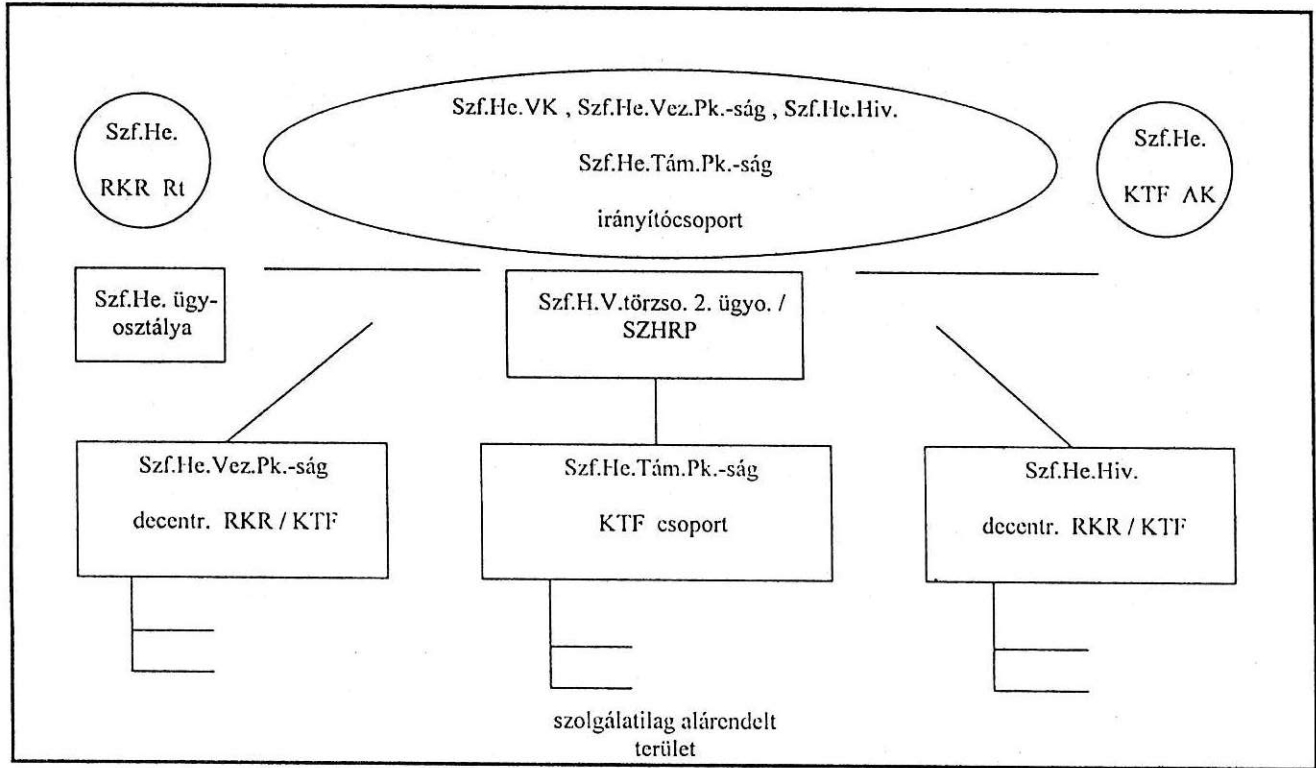 Szf.He.
RKR Rt
Szf.He.VK , Szf.He.Vez.Pk.-ság , Szf.He.Hiv.
Szf.He.Tám.Pk.-ság
irányítócsoport
Szf.He.
KTF AK
Szf.He. ügy-
osztálya
Szf.H.V.törzso. 2. ügyo. /
SZHRP
Szf.He.Vez.Pk.-ság
decentr. RKR / KTF
Szf.He.Tám.Pk.-ság
KTF csoport
Szf.He.Hiv.
decentr. RKR / KTF
szolgálatilag alárendelt
terület